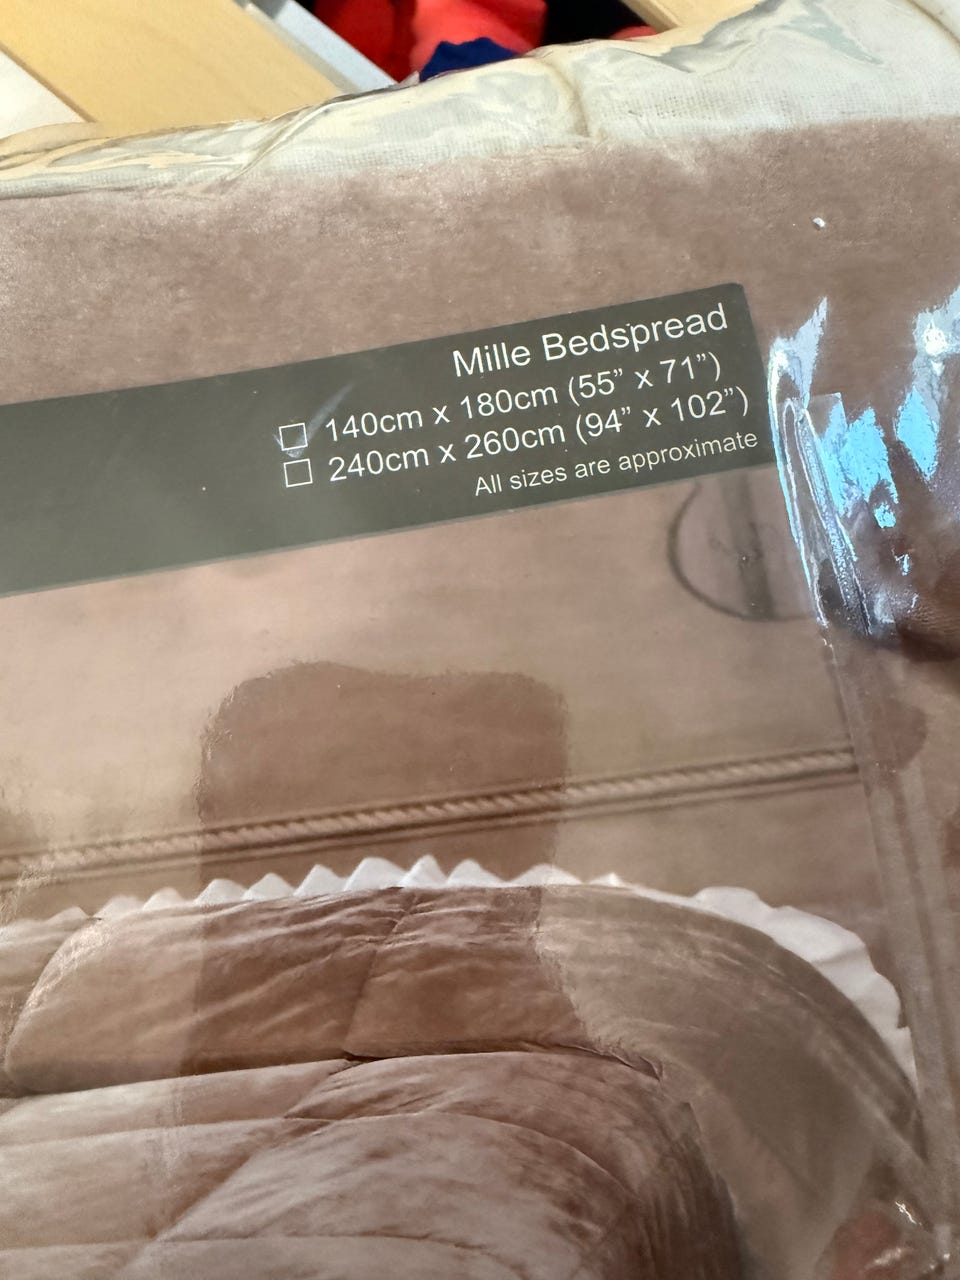 Mille Bedspread
☐ 140cm x 180cm (55” x 71”)
☐ 240cm x 260cm (94” x 102”)
All sizes are approximate